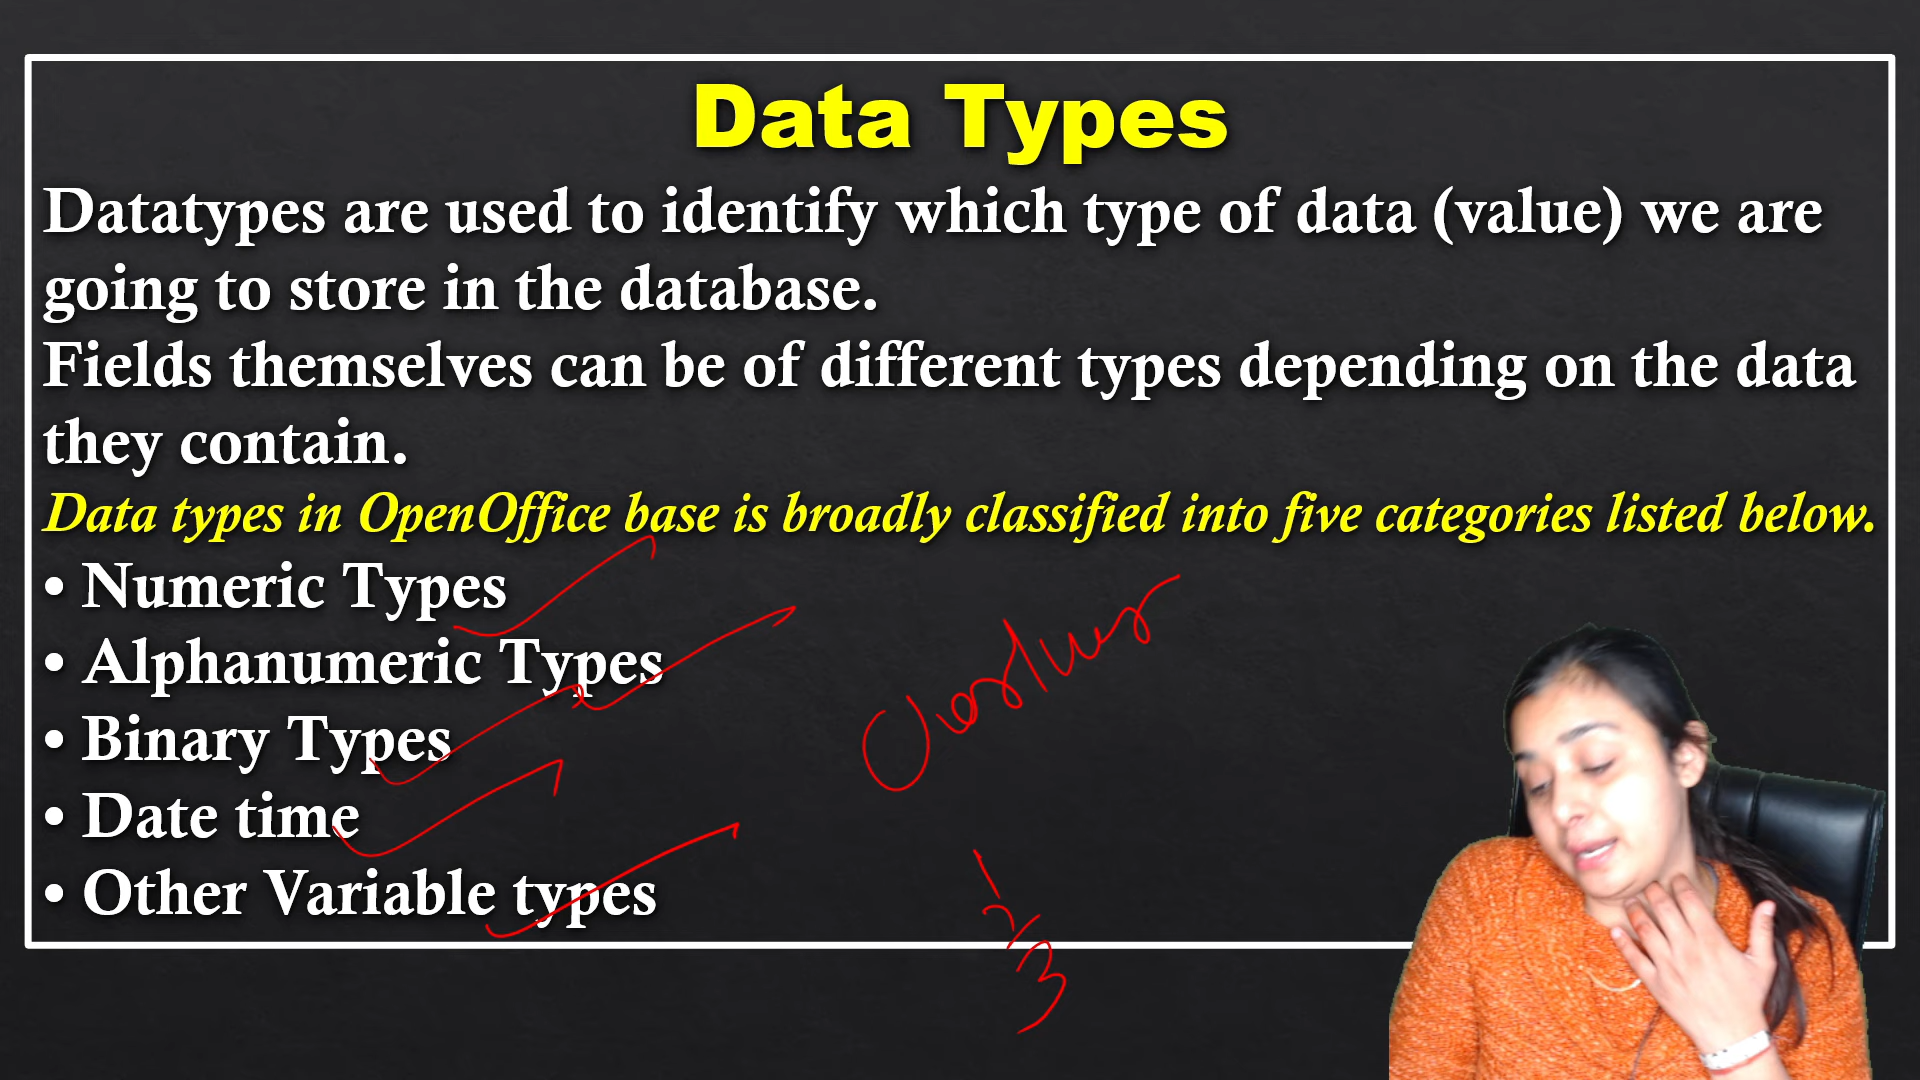 Data Types
Datatypes are used to identify which type of data (value) we are
going to store in the database.
Fields themselves can be of different types depending on the data
they contain.
Data types in OpenOffice base is broadly classified into five categories listed below.
• Numeric Types
• Alphanumeric Types
• Binary Types
• Date time
• Other Variable types
1
2
3